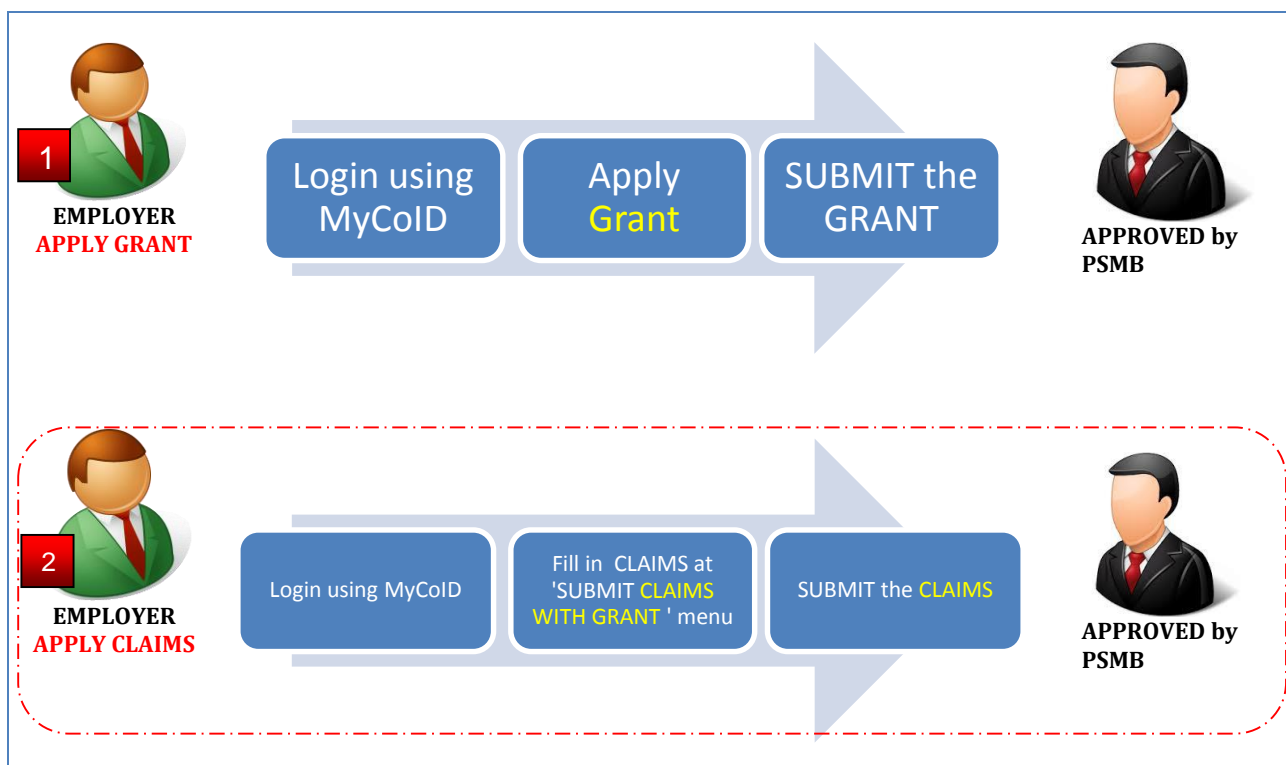 1
EMPLOYER
APPLY GRANT
Login using
MyCoID
Apply
Grant
SUBMIT the
GRANT
APPROVED by
PSMB
2
EMPLOYER
APPLY CLAIMS
Login using MyCoID
Fill in CLAIMS at
'SUBMIT CLAIMS
WITH GRANT ' menu
SUBMIT the CLAIMS
APPROVED by
PSMB